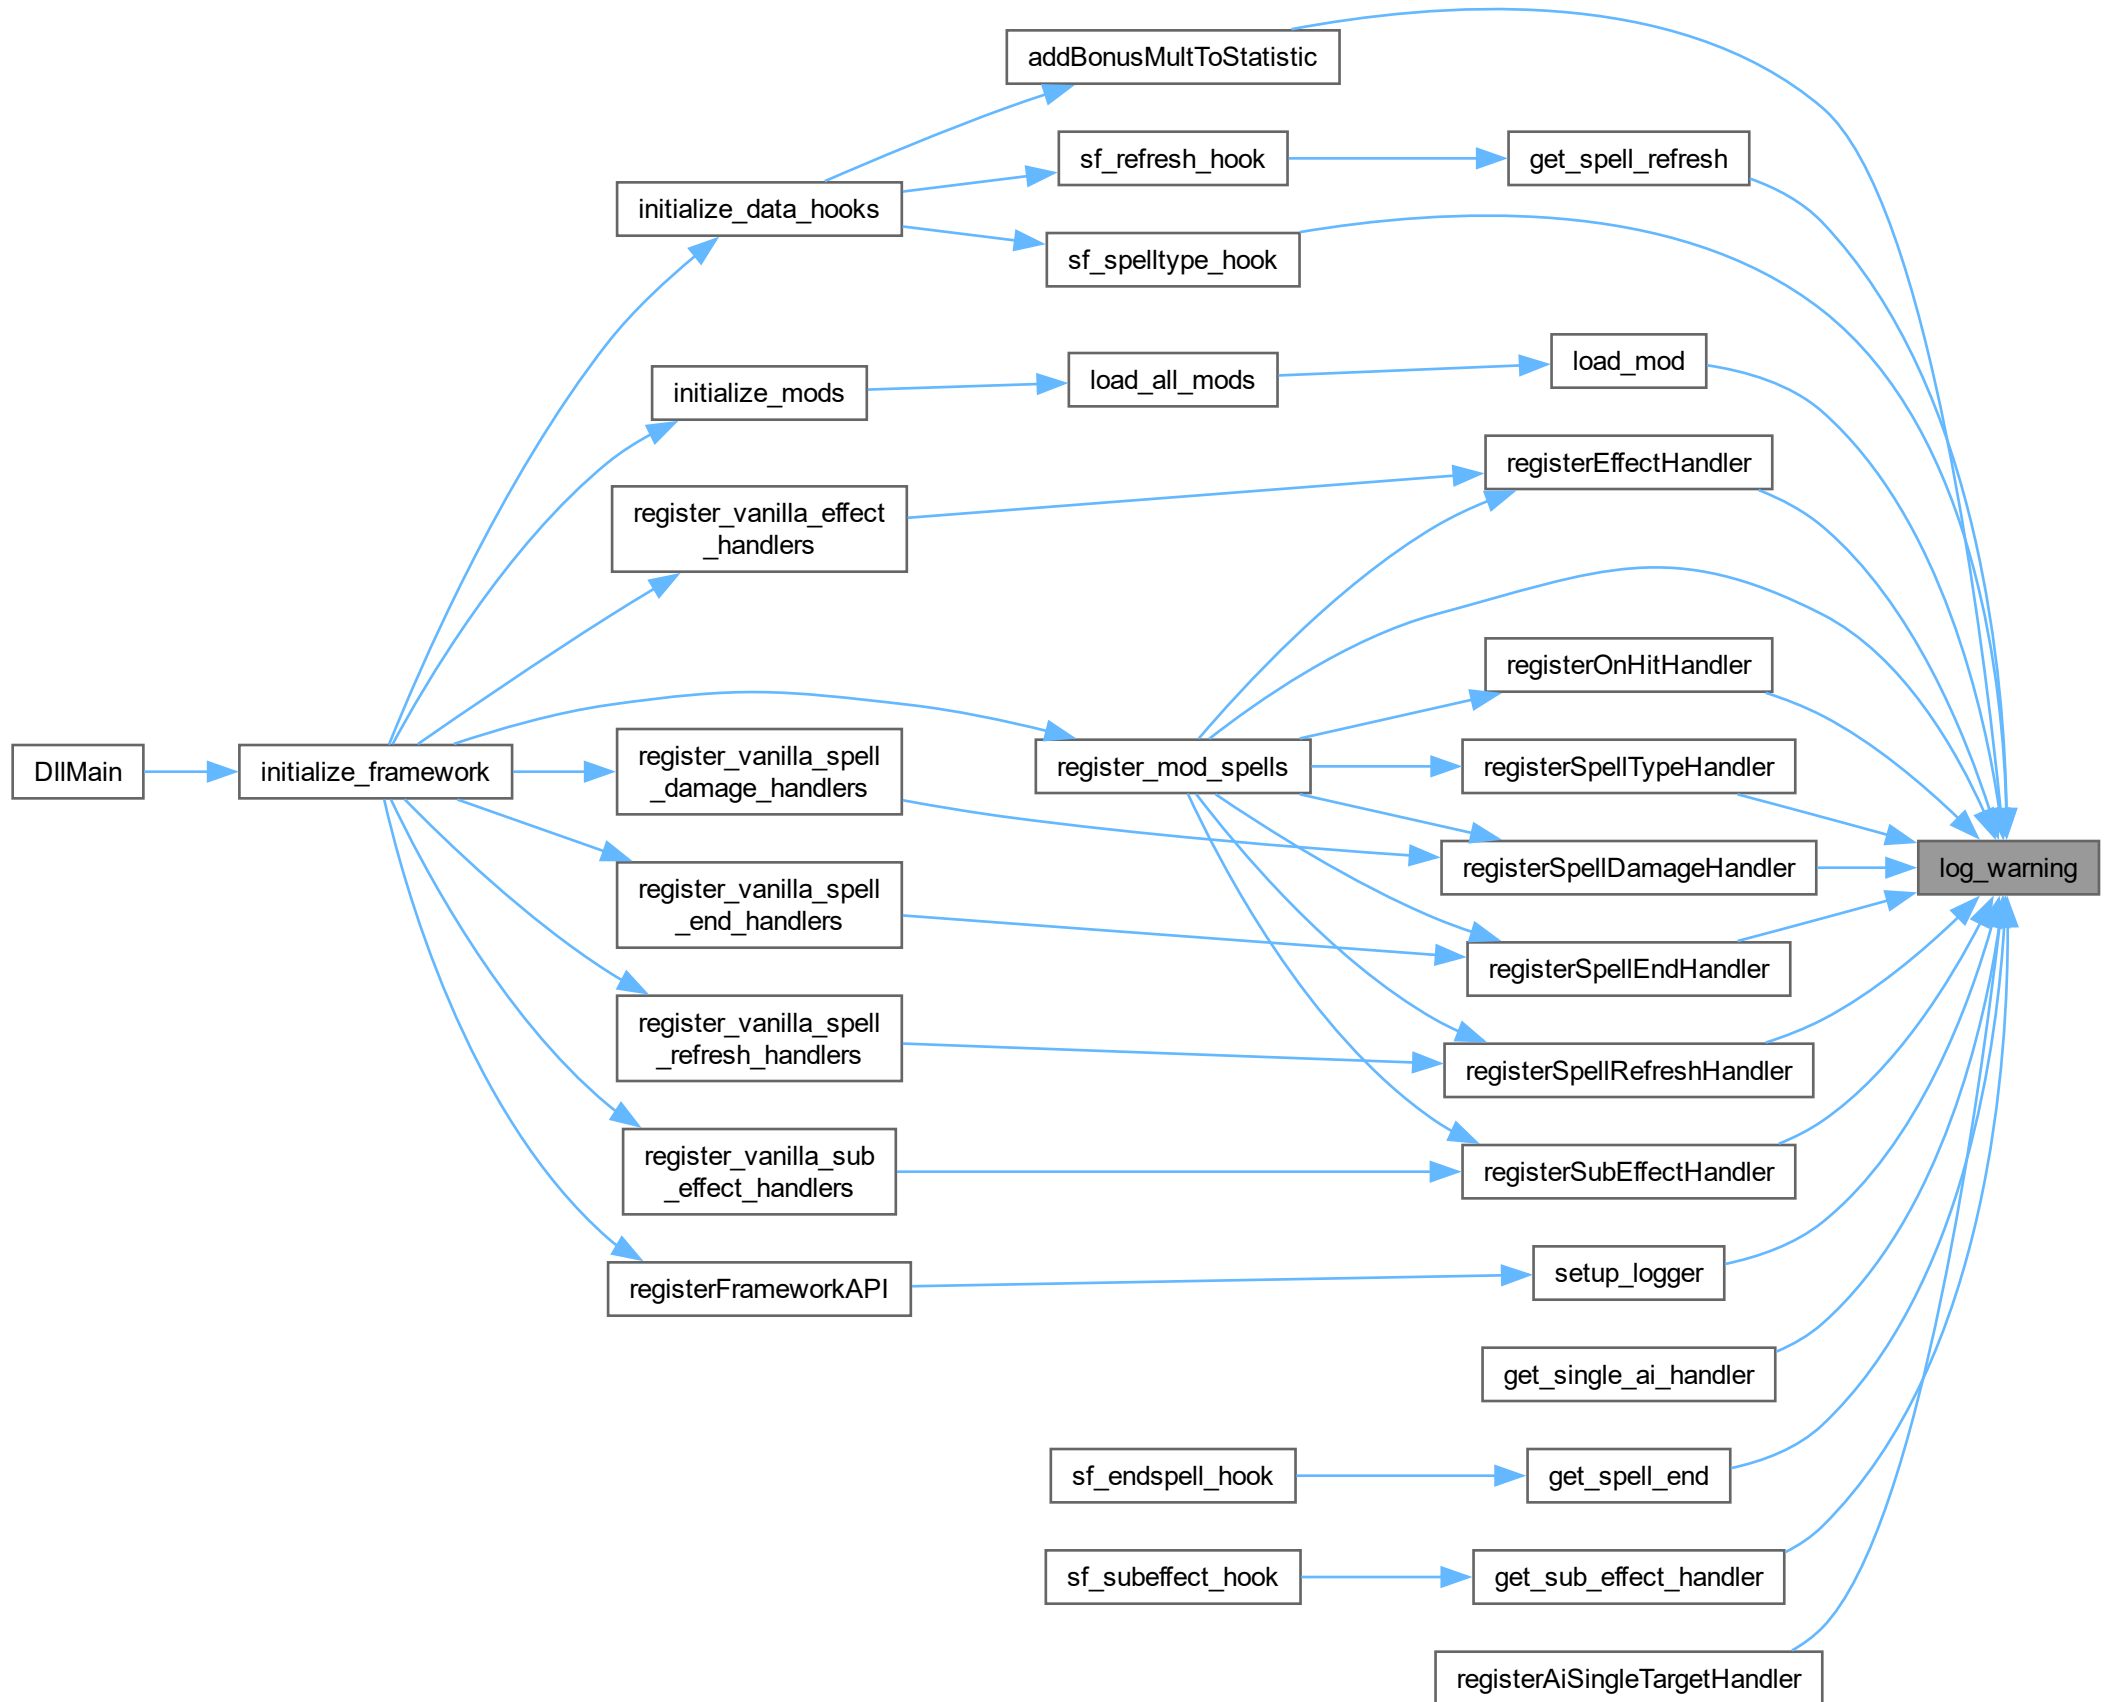 addBonusMultToStatistic
sf_refresh_hook
get_spell_refresh
initialize_data_hooks
sf_spelltype_hook
load_mod
load_all_mods
initialize_mods
registerEffectHandler
register_vanilla_effect
_handlers
registerOnHitHandler
DllMain
initialize_framework
register_vanilla_spell
_damage_handlers
register_mod_spells
registerSpellTypeHandler
registerSpellDamageHandler
log_warning
register_vanilla_spell
_end_handlers
registerSpellEndHandler
register_vanilla_spell
_refresh_handlers
registerSpellRefreshHandler
register_vanilla_sub
_effect_handlers
registerSubEffectHandler
registerFrameworkAPI
setup_logger
get_single_ai_handler
sf_endspell_hook
get_spell_end
sf_subeffect_hook
get_sub_effect_handler
registerAiSingleTargetHandler